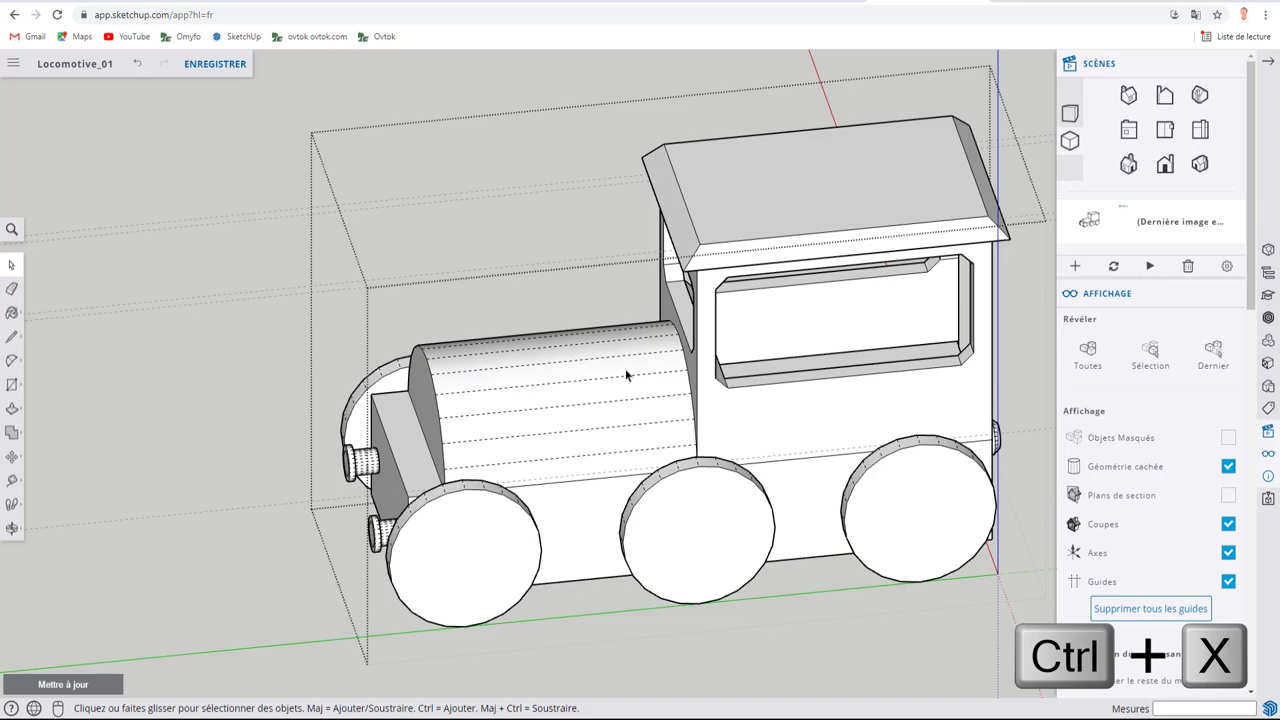 app.sketchup.com/app?hl=fr
Gmail Maps YouTube Omyfo SketchUp ovtok ovtok.com Ovtok Liste de lecture
Locomotive_01 ENREGISTRER
SCÈNES
(Dernière image e...
AFFICHAGE
Révéler
Toutes Sélection Dernier
Affichage
Objets Masqués
Géométrie cachée
Plans de section
Coupes
Axes
Guides
Supprimer tous les guides
Ctrl + X
Mettre à jour
Cliquez ou faites glisser pour sélectionner des objets. Maj = Ajouter/Soustraire. Ctrl = Ajouter. Maj + Ctrl = Soustraire.
Mesures